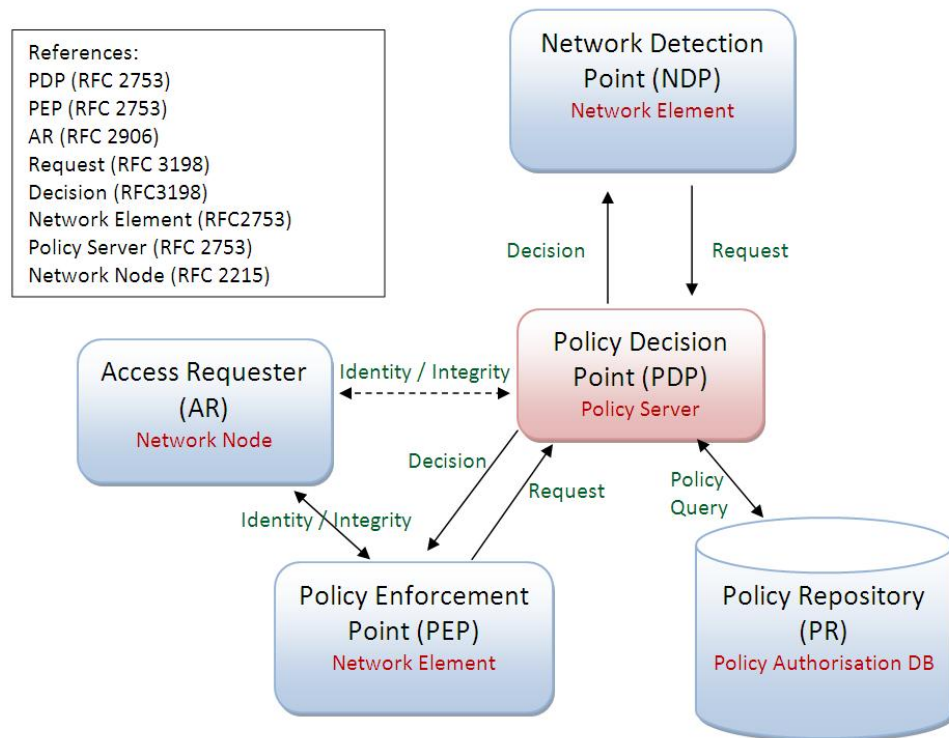 References:
PDP (RFC 2753)
PEP (RFC 2753)
AR (RFC 2906)
Request (RFC 3198)
Decision (RFC3198)
Network Element (RFC2753)
Policy Server (RFC 2753)
Network Node (RFC 2215)
Network Detection
Point (NDP)
Network Element
Decision
Request
Access Requester
(AR)
Network Node
Identity / Integrity
Policy Decision
Point (PDP)
Policy Server
Decision
Request
Policy
Query
Identity / Integrity
Policy Enforcement
Point (PEP)
Network Element
Policy Repository
(PR)
Policy Authorisation DB